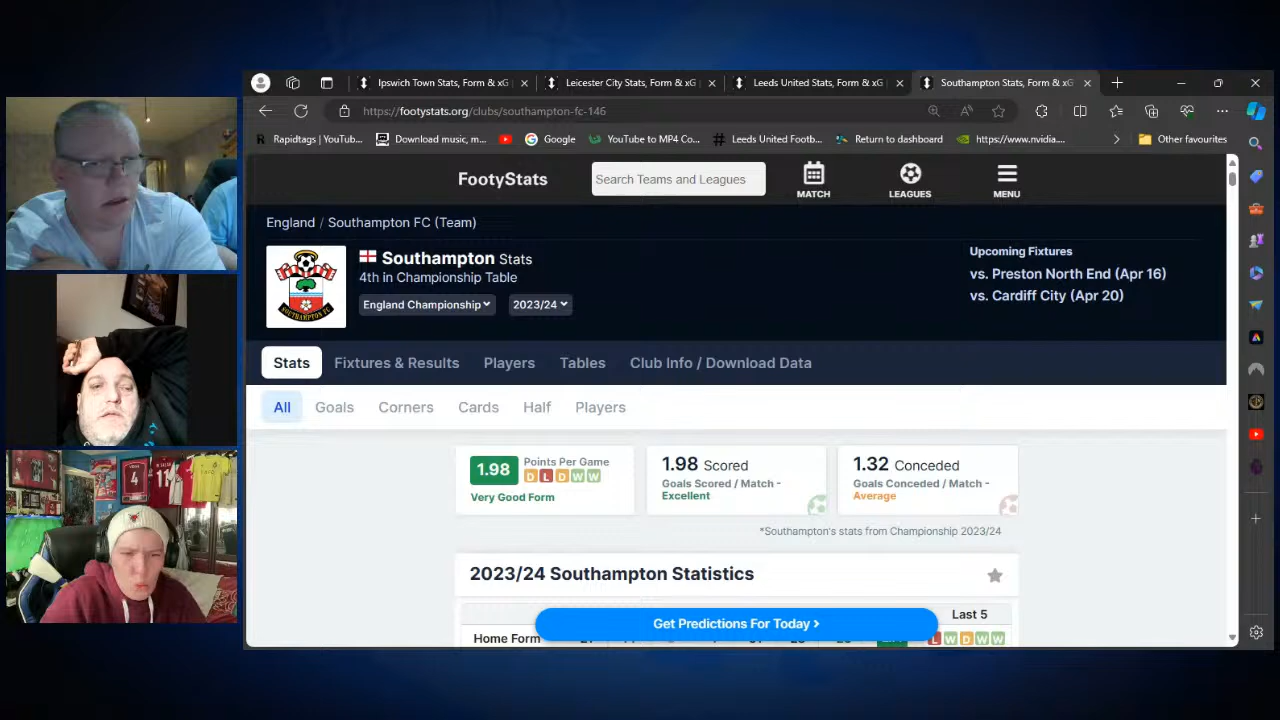 Ipswich Town Stats, Form & xG
Leicester City Stats, Form & xG
Leeds United Stats, Form & xG
Southampton Stats, Form & xG
https://footystats.org/clubs/southampton-fc-146
Rapidtags | YouTub...
Download music, m...
Google
YouTube to MP4 Co...
Leeds United Footb...
Return to dashboard
https://www.nvidia....
Other favourites
FootyStats
Search Teams and Leagues
MATCH
LEAGUES
MENU
England / Southampton FC (Team)
Southampton Stats
4th in Championship Table
England Championship
2023/24
Upcoming Fixtures
vs. Preston North End (Apr 16)
vs. Cardiff City (Apr 20)
Stats
Fixtures & Results
Players
Tables
Club Info / Download Data
All
Goals
Corners
Cards
Half
Players
1.98
Points Per Game
D L D W W
Very Good Form
1.98 Scored
Goals Scored / Match -
Excellent
1.32 Conceded
Goals Conceded / Match -
Average
*Southampton's stats from Championship 2023/24
2023/24 Southampton Statistics
Last 5
Get Predictions For Today >
Home Form
L W D W W